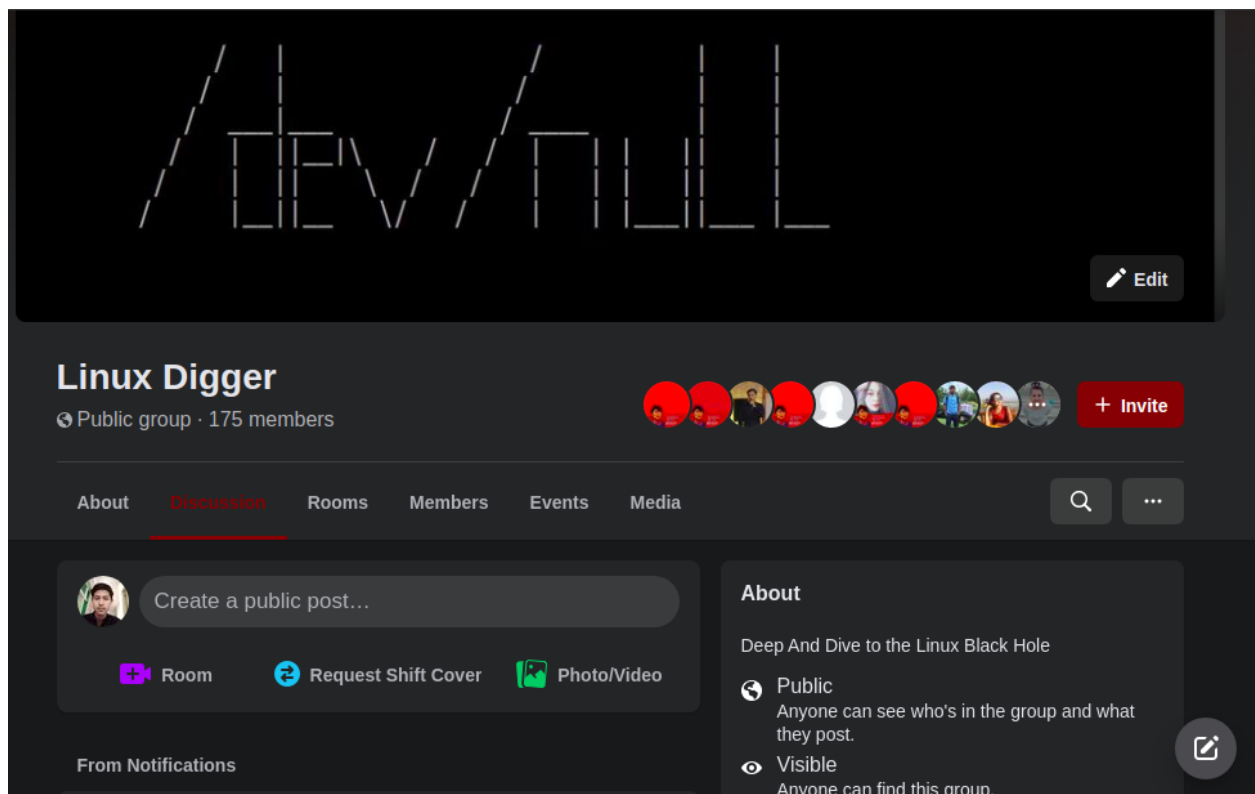 /dev/null
Edit
Linux Digger
Public group · 175 members
+ Invite
About
Discussion
Rooms
Members
Events
Media
Create a public post…
Room
Request Shift Cover
Photo/Video
From Notifications
About
Deep And Dive to the Linux Black Hole
Public
Anyone can see who's in the group and what
they post.
Visible
Anyone can find this group.